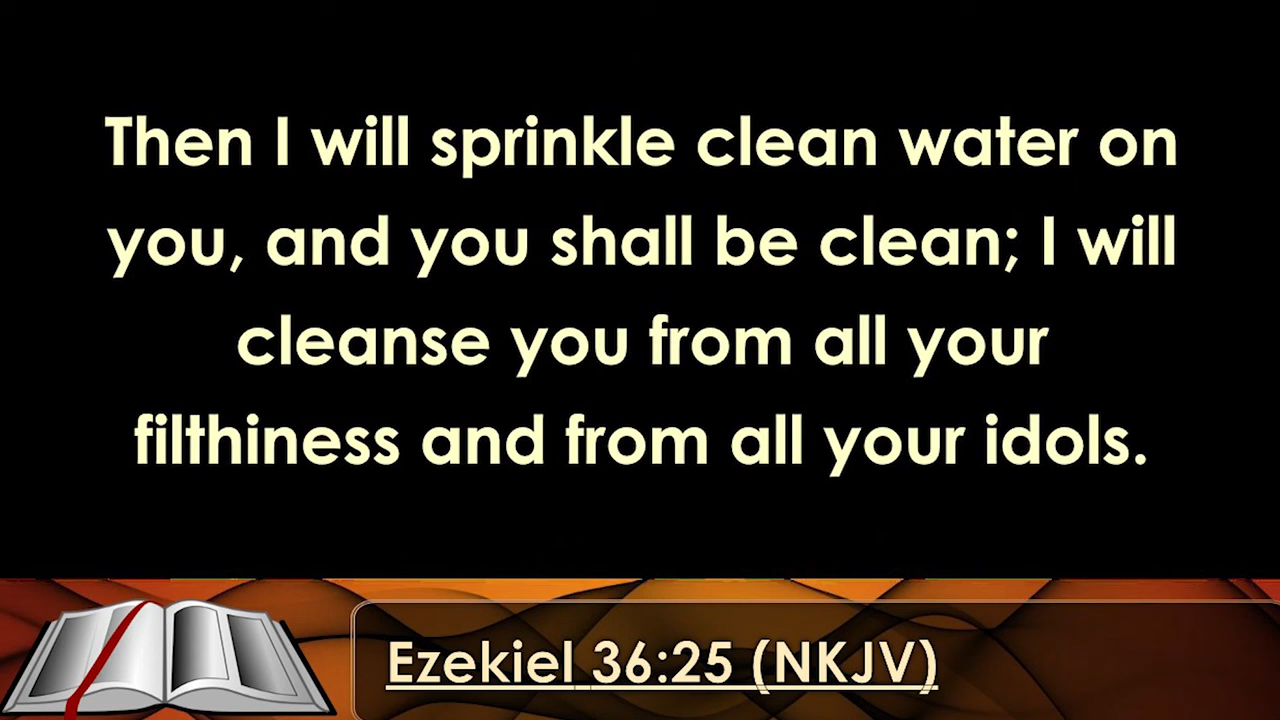 Then I will sprinkle clean water on
you, and you shall be clean; I will
cleanse you from all your
filthiness and from all your idols.
Ezekiel 36:25 (NKJV)